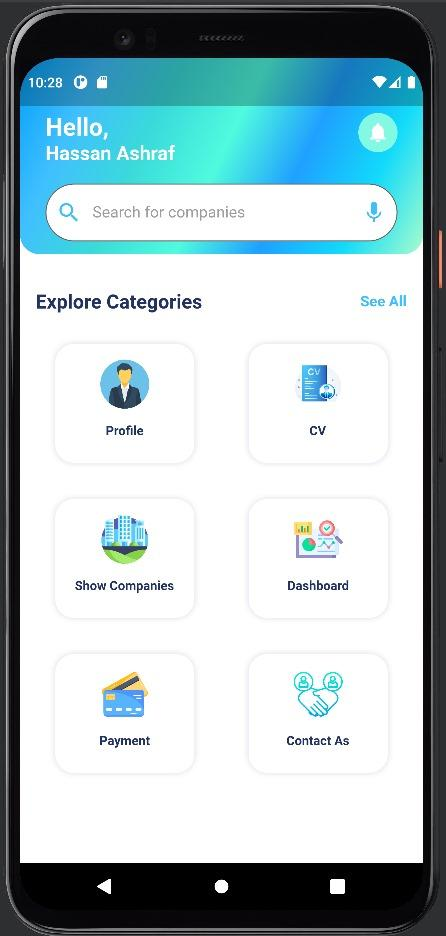 10:28
Hello,
Hassan Ashraf
Search for companies
Explore Categories
See All
Profile
CV
CV
Show Companies
Dashboard
Payment
Contact As